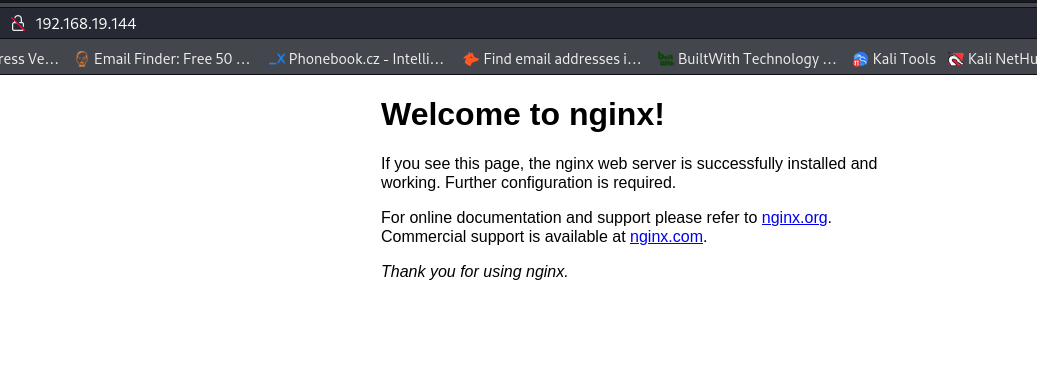 192.168.19.144
ress Ve... Email Finder: Free 50 ... Phonebook.cz - Intelli... Find email addresses i... BuiltWith Technology ... Kali Tools Kali NetHu
Welcome to nginx!
If you see this page, the nginx web server is successfully installed and
working. Further configuration is required.
For online documentation and support please refer to nginx.org.
Commercial support is available at nginx.com.
Thank you for using nginx.